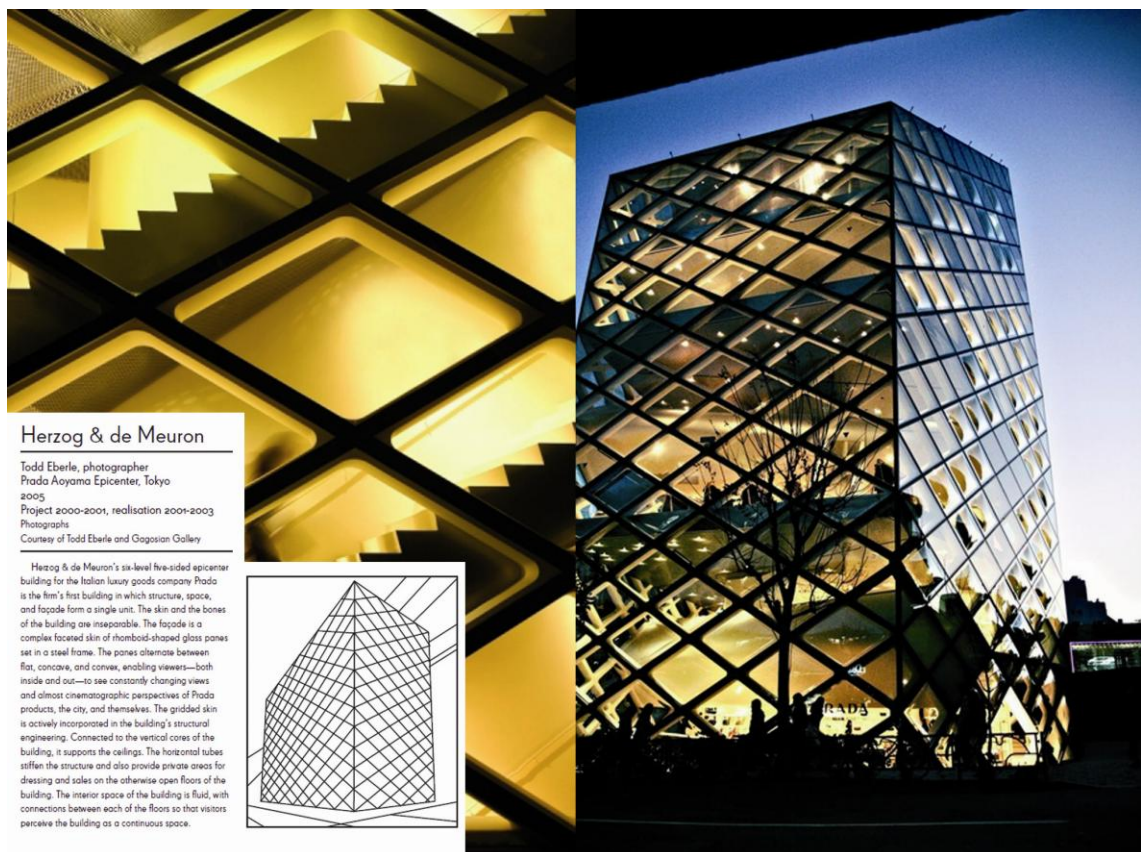 Herzog & de Meuron
Todd Eberle, photographer
Prada Aoyama Epicenter, Tokyo
2005
Project 2000-2001, realisation 2001-2003
Photographs
Courtesy of Todd Eberle and Gagosian Gallery
Herzog & de Meuron's six-level five-sided epicenter
building for the Italian luxury goods company Prada
is the firm's first building in which structure, space,
and façade form a single unit. The skin and the bones
of the building are inseparable. The façade is a
complex faceted skin of rhomboid-shaped glass panes
set in a steel frame. The panes alternate between
flat, concave, and convex, enabling viewers—both
inside and out—to see constantly changing views
and almost cinematographic perspectives of Prada
products, the city, and themselves. The gridded skin
is actively incorporated in the building's structural
engineering. Connected to the vertical cores of the
building, it supports the ceilings. The horizontal tubes
stiffen the structure and also provide private areas for
dressing and sales on the otherwise open floors of the
building. The interior space of the building is fluid, with
connections between each of the floors so that visitors
perceive the building as a continuous space.
PRADA